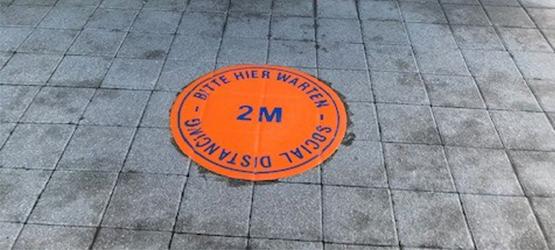 - BITTE HIER WARTEN -
2M
SOCIAL DISTANCING